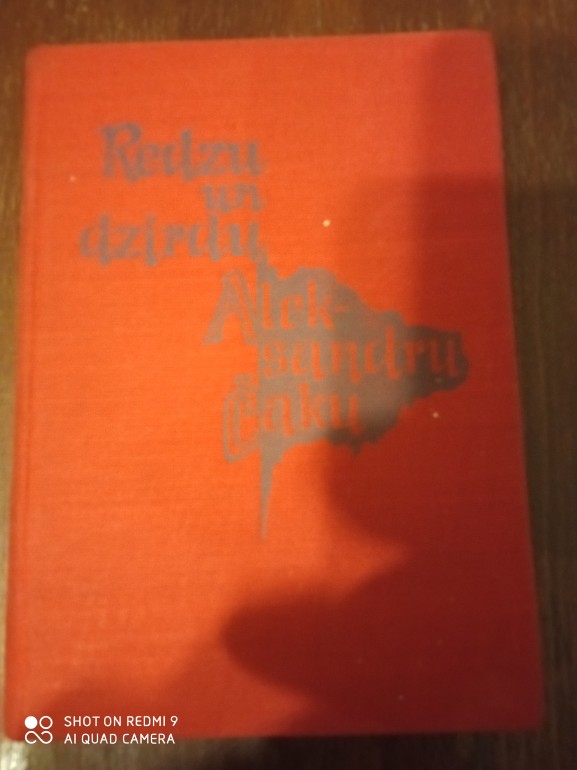 Redzu
un
dzirdu
Alek-
sandru
Čaku
SHOT ON REDMI 9
AI QUAD CAMERA